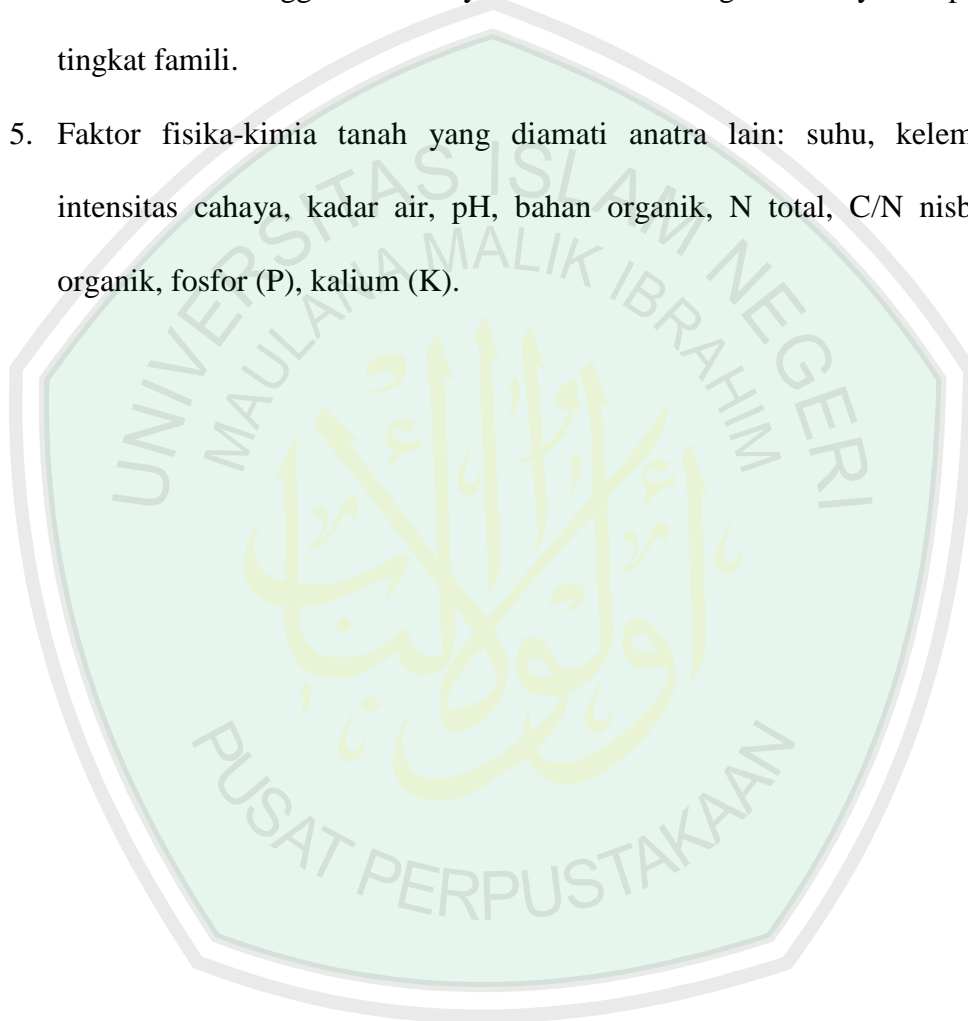 tingkat famili.
5. Faktor fisika-kimia tanah yang diamati anatra lain: suhu, kelem
intensitas cahaya, kadar air, pH, bahan organik, N total, C/N nisb
organik, fosfor (P), kalium (K).
UNIVERSITAS ISLAM NEGERI
MAULANA MALIK IBRAHIM
PUSAT PERPUSTAKAAN